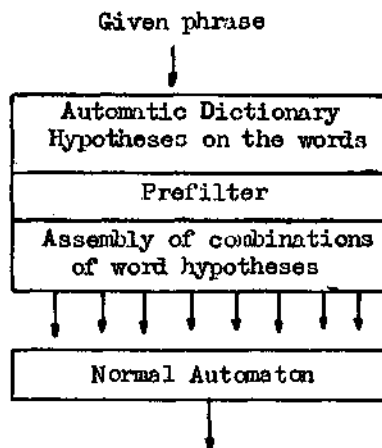 Given phrase
Automatic Dictionary
Hypotheses on the words
Prefilter
Assembly of combinations
of word hypotheses
Normal Automaton